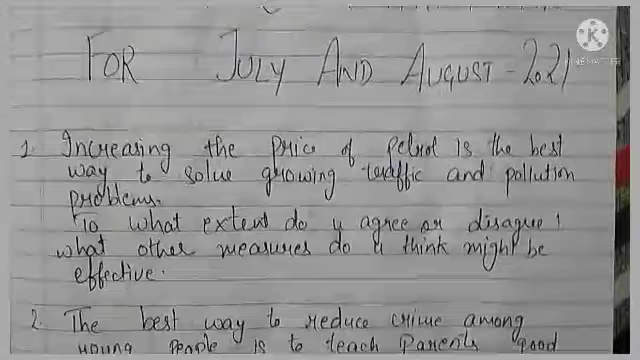 FOR JULY AND AUGUST-2021
K
KINEMASTER
1. Increasing the price of petrol is the best
way to solve growing traffic and pollution
problems.
To what extent do u agree or disagree !
what other measures do u think might be
effective.
2. The best way to reduce crime among
young people is to teach Parents good